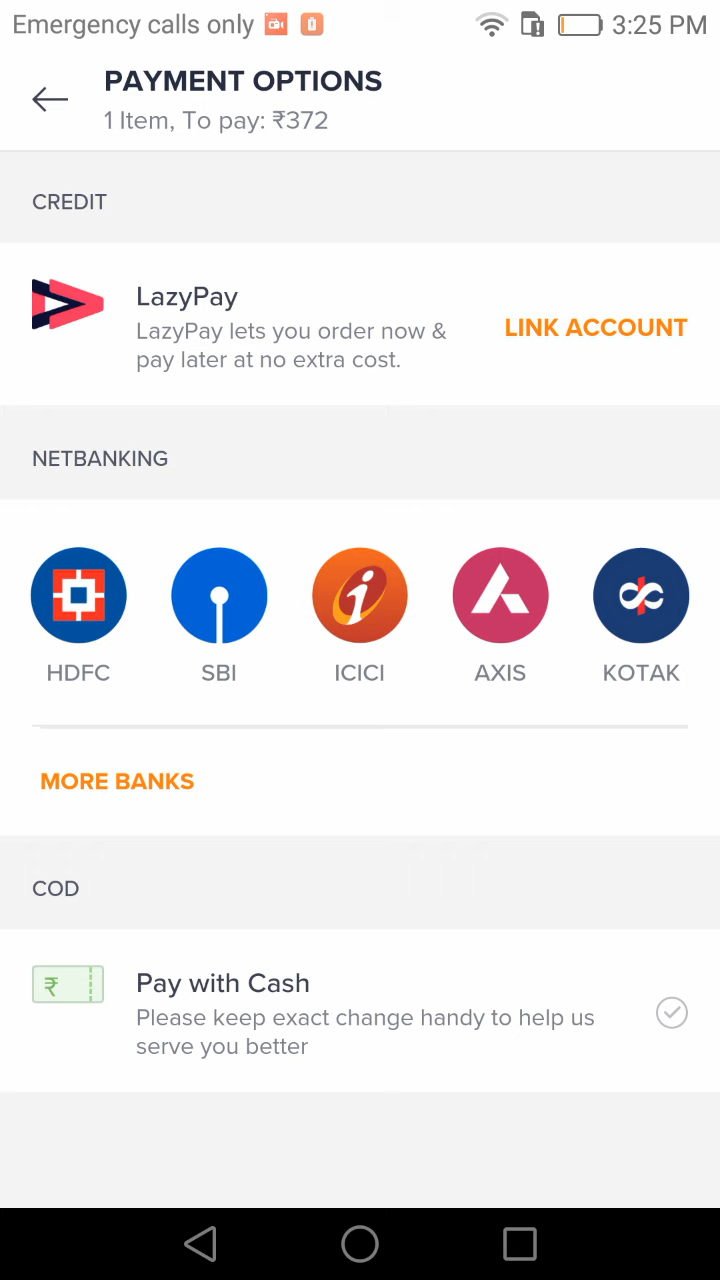 Emergency calls only 3:25 PM
PAYMENT OPTIONS
1 Item, To pay: ₹372
CREDIT
LazyPay
LazyPay lets you order now &
pay later at no extra cost.
LINK ACCOUNT
NETBANKING
HDFC SBI ICICI AXIS KOTAK
MORE BANKS
COD
₹
Pay with Cash
Please keep exact change handy to help us
serve you better